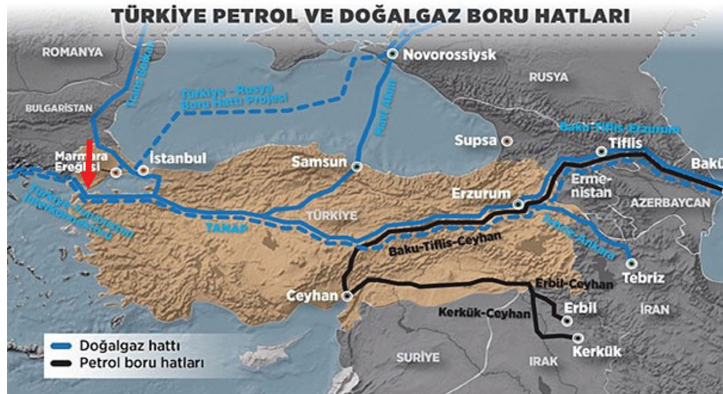 TÜRKİYE PETROL VE DOĞALGAZ BORU HATLARI
ROMANYA
Novorossiysk
RUSYA
Trans Balkan
Türkiye - Rusya
Boru Hattı Projesi
Mavi Akım
BULGARİSTAN
Marmara
Ereğlisi
İstanbul
Samsun
Supsa
Baku-Tiflis-Erzurum
Tiflis
Bakü
Erme-
nistan
AZERBAYCAN
Erzurum
TÜRKİYE
TANAP
Baku-Tiflis-Ceyhan
Tebriz
İRAN
Ceyhan
Erbil-Ceyhan
Kerkük-Ceyhan
Erbil
Kerkük
SURİYE
IRAK
Doğalgaz hattı
Petrol boru hatları